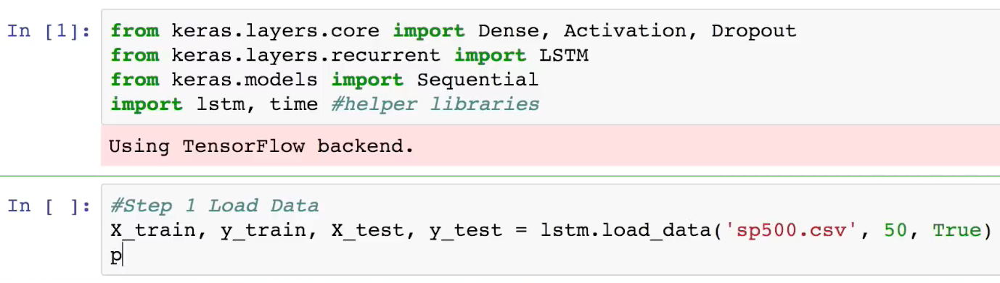 In [1]: from keras.layers.core import Dense, Activation, Dropout
from keras.layers.recurrent import LSTM
from keras.models import Sequential
import lstm, time #helper libraries
Using TensorFlow backend.
In [ ]: #Step 1 Load Data
X_train, y_train, X_test, y_test = lstm.load_data('sp500.csv', 50, True)
p